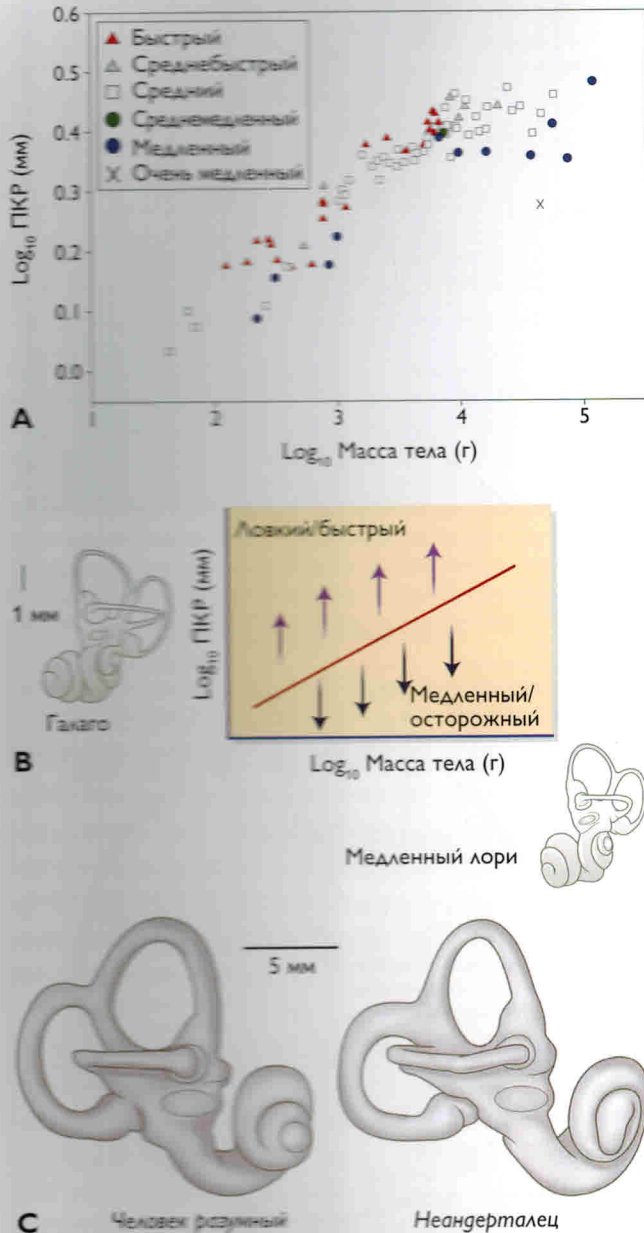 0.6
0.5
0.4
0.3
0.2
0.1
0.0
Log₁₀ ПКР (мм)
Быстрый
Среднебыстрый
Средний
Среднемедленный
Медленный
Очень медленный
1
2
3
4
5
A
Log₁₀ Масса тела (г)
1 мм
Галаго
Log₁₀ ПКР (мм)
Ловкий/быстрый
Медленный/
осторожный
B
Log₁₀ Масса тела (г)
Медленный лори
5 мм
C
Человек разумный
Неандерталец